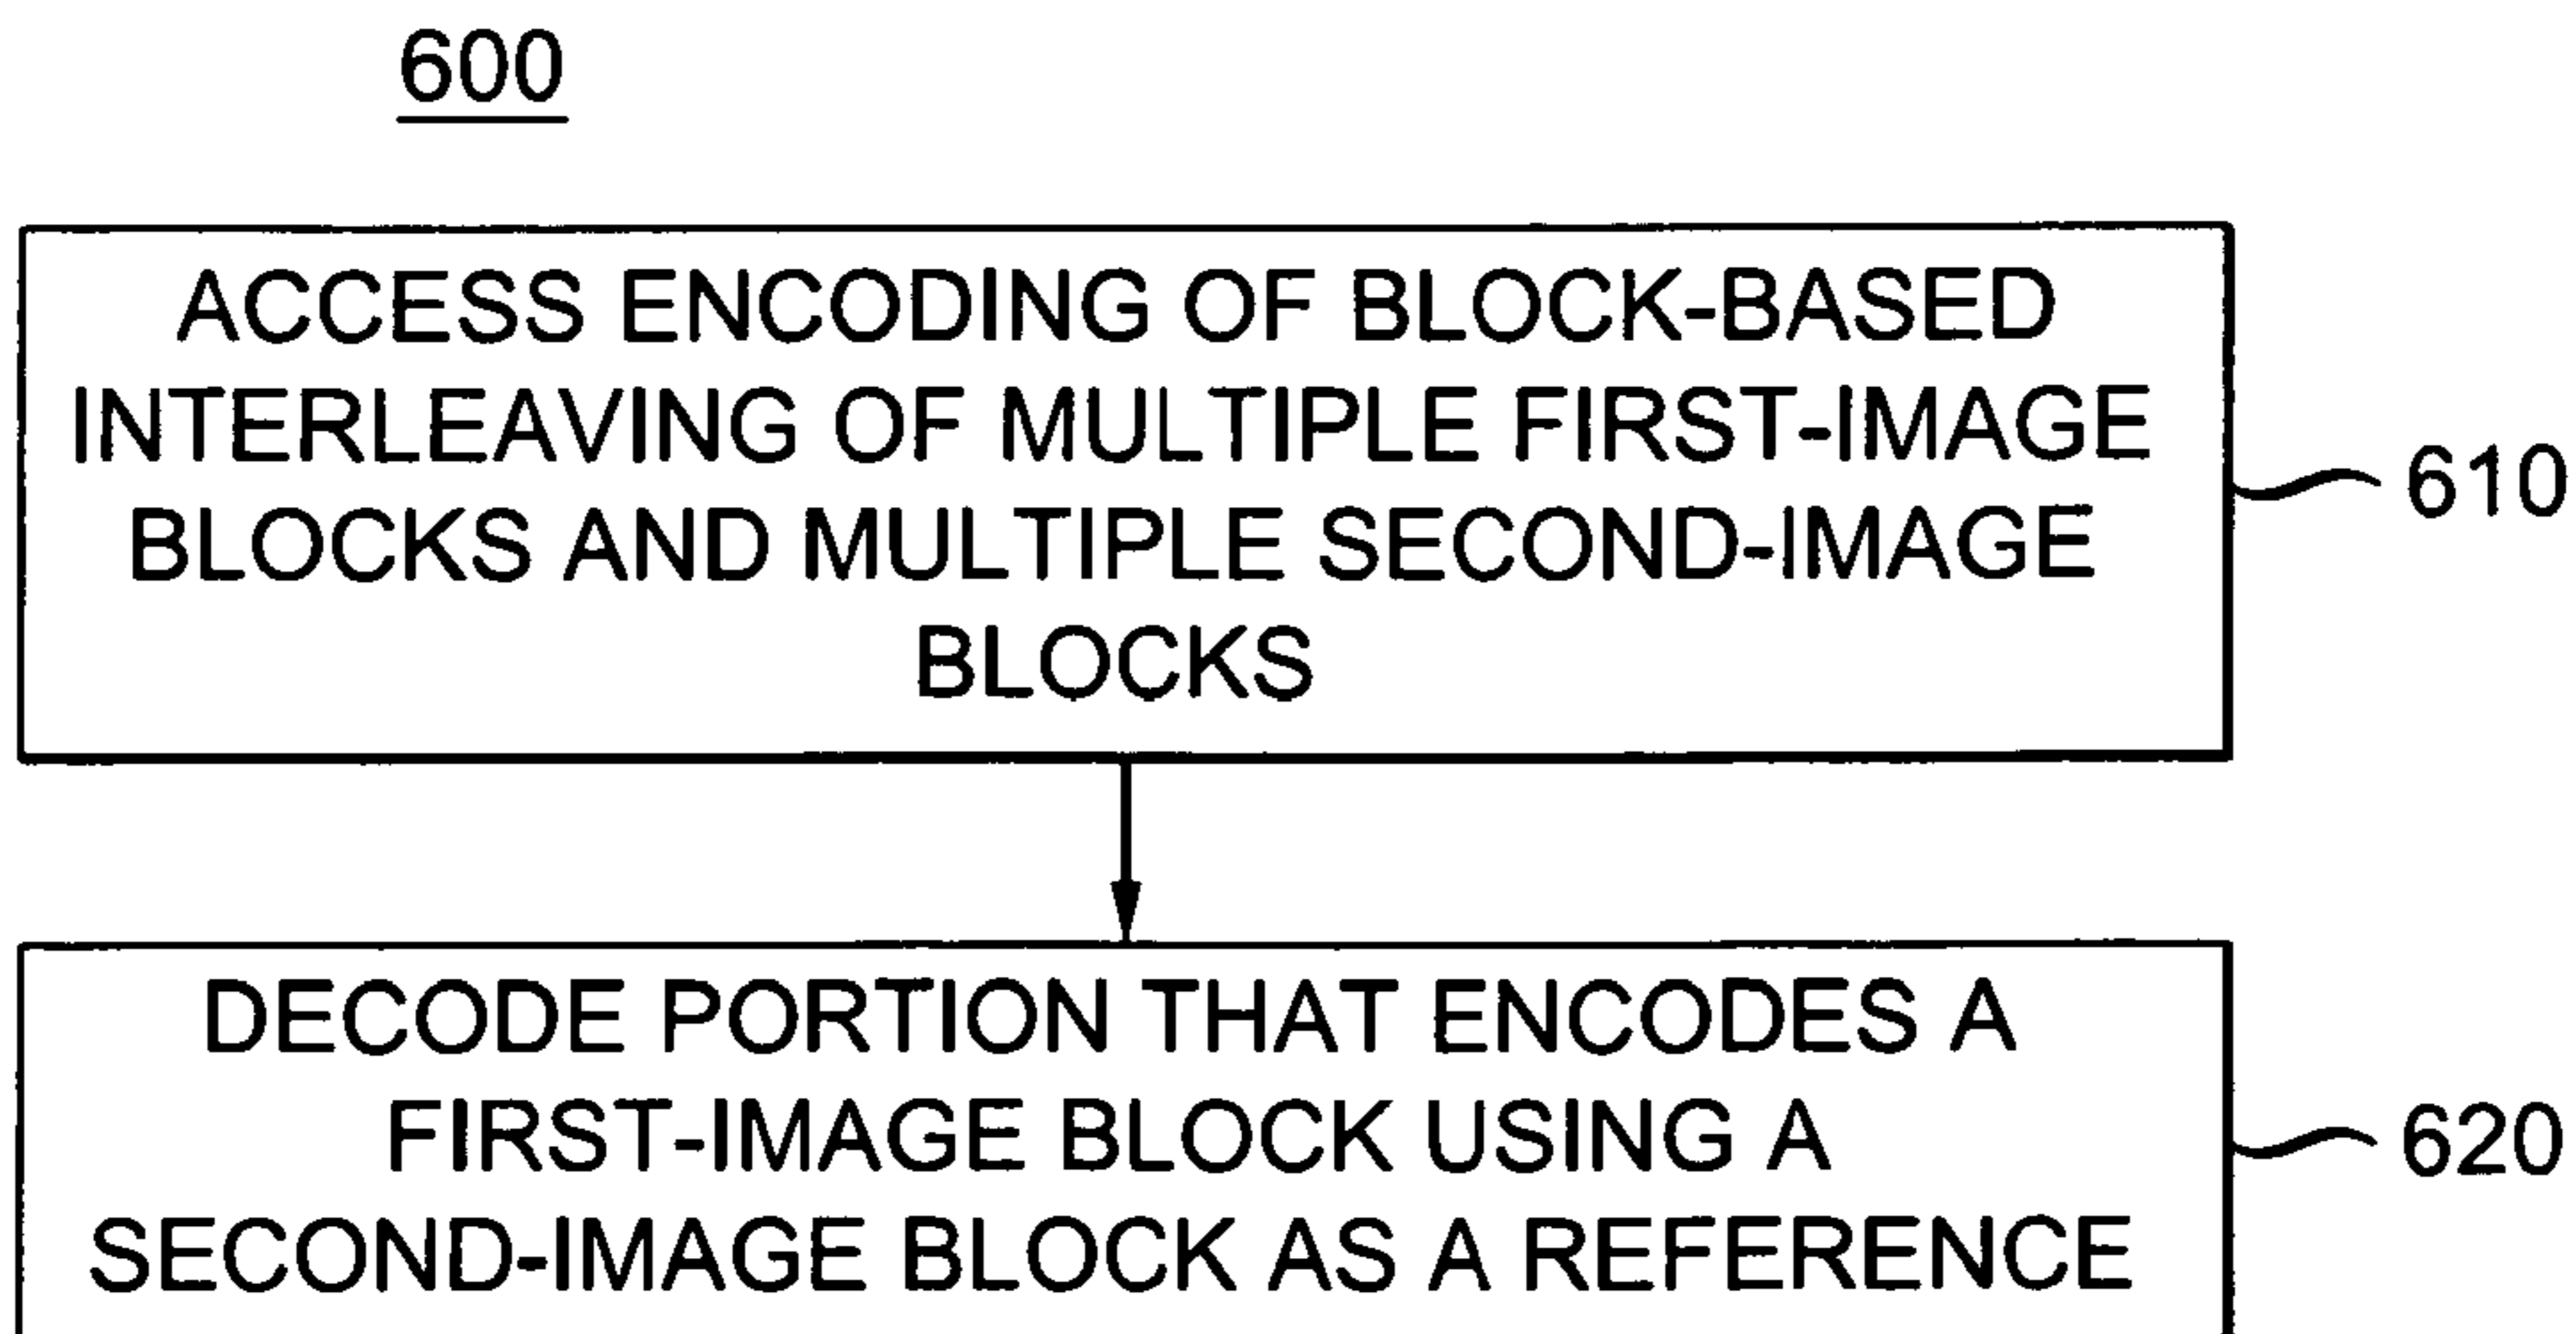 600
ACCESS ENCODING OF BLOCK-BASED
INTERLEAVING OF MULTIPLE FIRST-IMAGE
BLOCKS AND MULTIPLE SECOND-IMAGE
BLOCKS
610
DECODE PORTION THAT ENCODES A
FIRST-IMAGE BLOCK USING A
SECOND-IMAGE BLOCK AS A REFERENCE
620